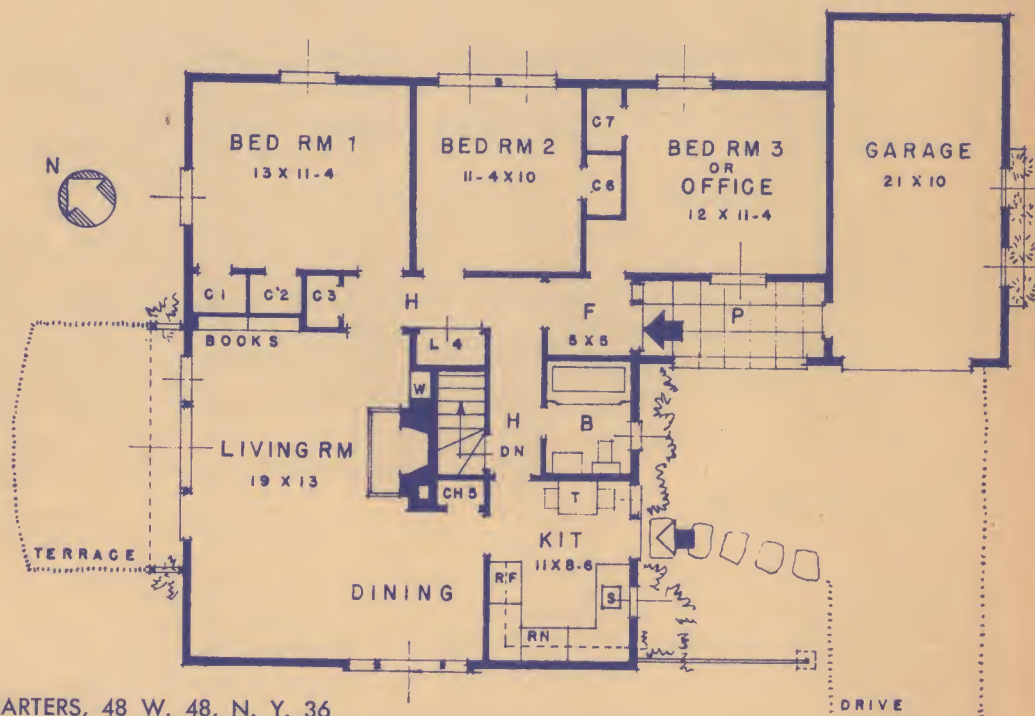 BED RM 1
13 X 11-4
BED RM 2
11-4 X 10
C7
C6
BED RM 3
OR
OFFICE
12 X 11-4
GARAGE
21 X 10
N
C1
C2
C3
H
F
5 X 5
P
BOOKS
L 4
W
H
DN
B
LIVING RM
19 X 13
CH 5
T
KIT
11 X 8-6
TERRACE
DINING
RF
S
RN
ARTERS, 48 W. 48, N. Y. 36
DRIVE